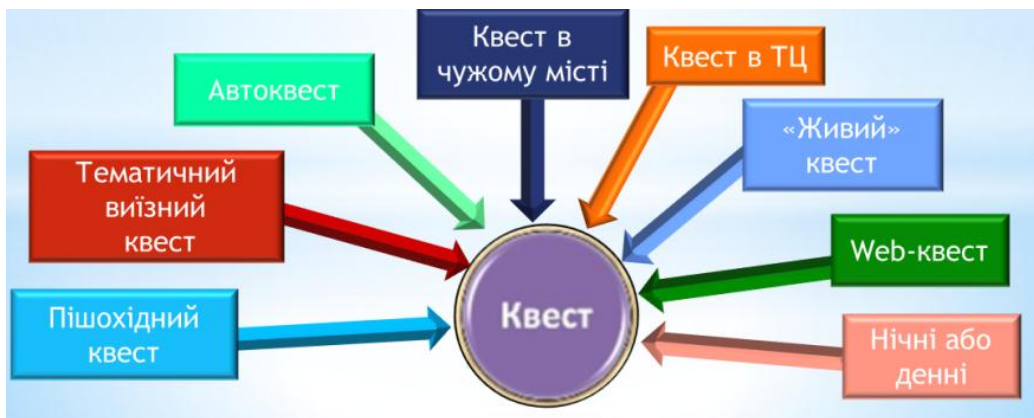 Квест в
чужому місті
Квест в ТЦ
Автоквест
«Живий»
квест
Тематичний
виїзний
квест
Web-квест
Пішохідний
квест
Квест
Нічні або
денні